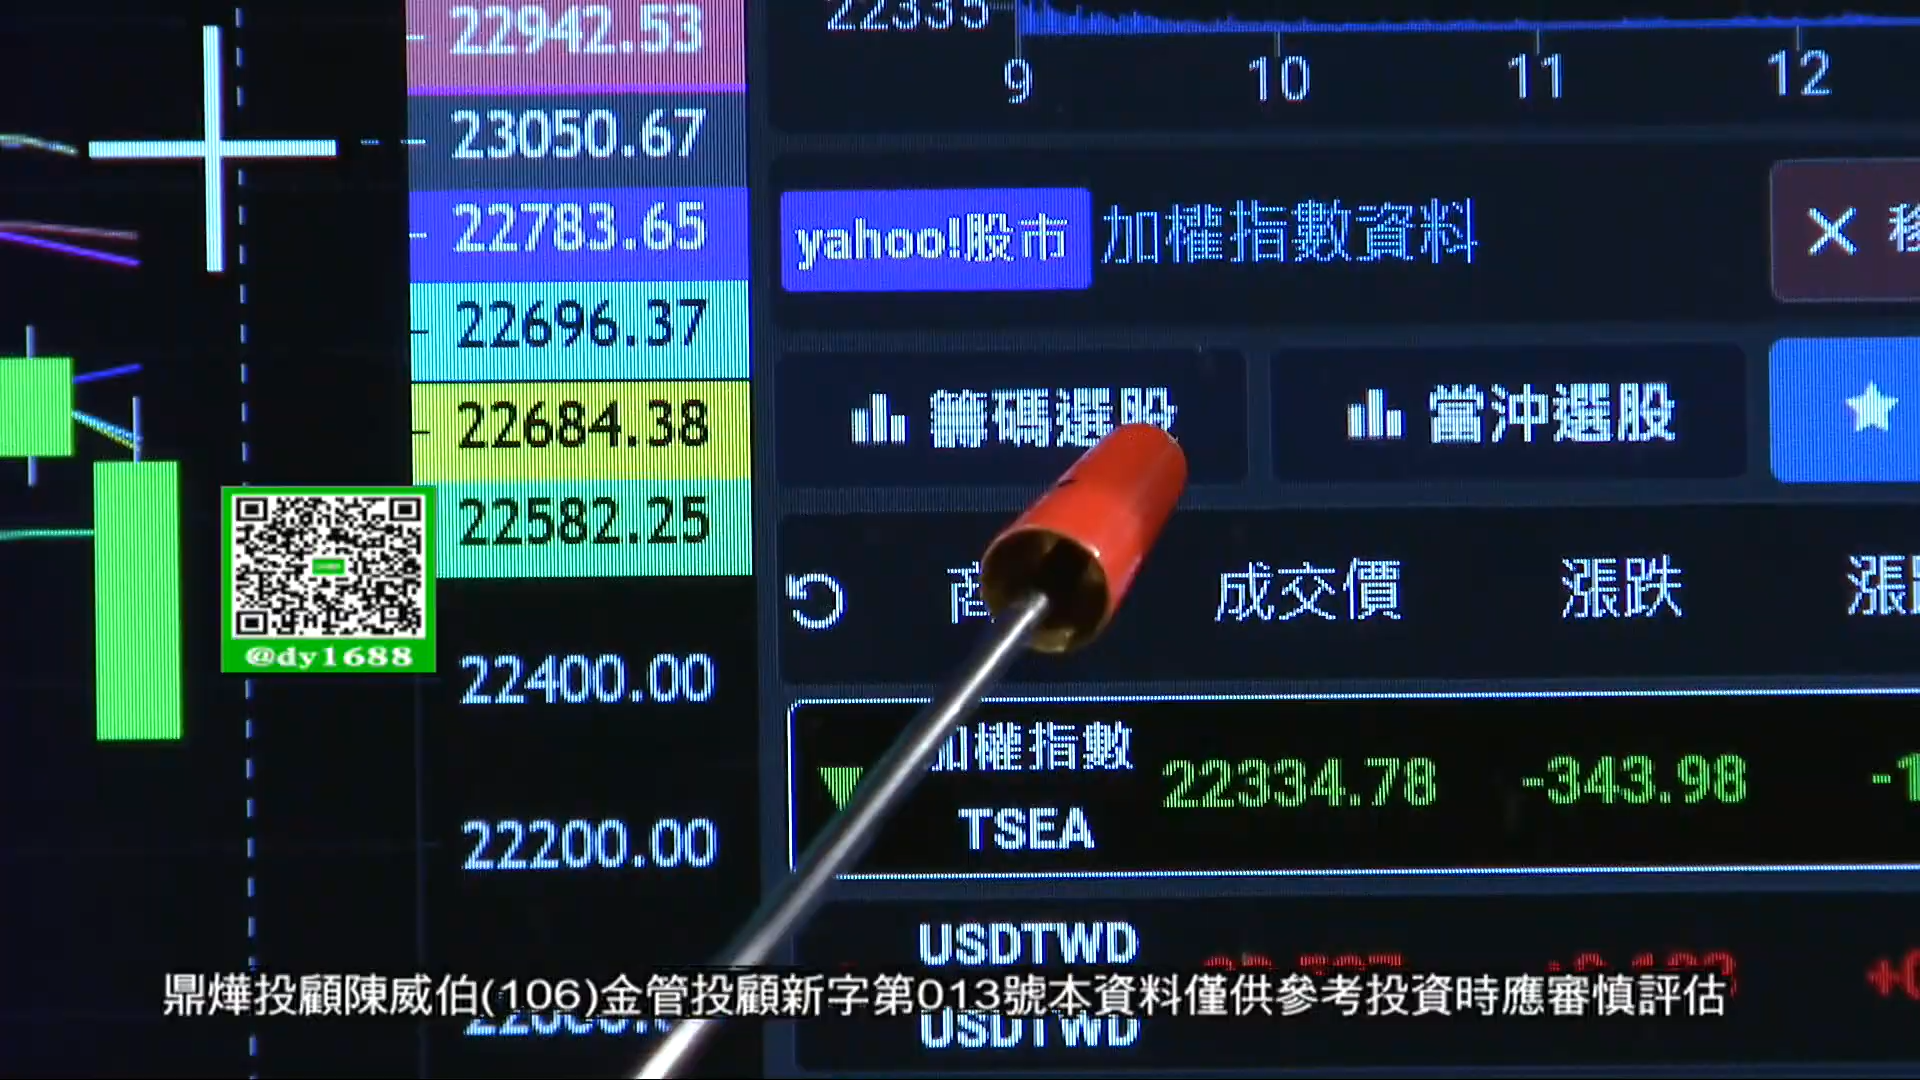 22942.53
23050.67
22783.65
22696.37
22684.38
22582.25
22400.00
22200.00
@dy1688
22335
9 10 11 12
yahoo!股市 加權指數資料
籌碼選股 當沖選股
成交價 漲跌
加權指數 22334.78 -343.98
TSEA
USDTWD
USDTWD
鼎燁投顧陳威伯(106)金管投顧新字第013號本資料僅供參考投資時應審慎評估